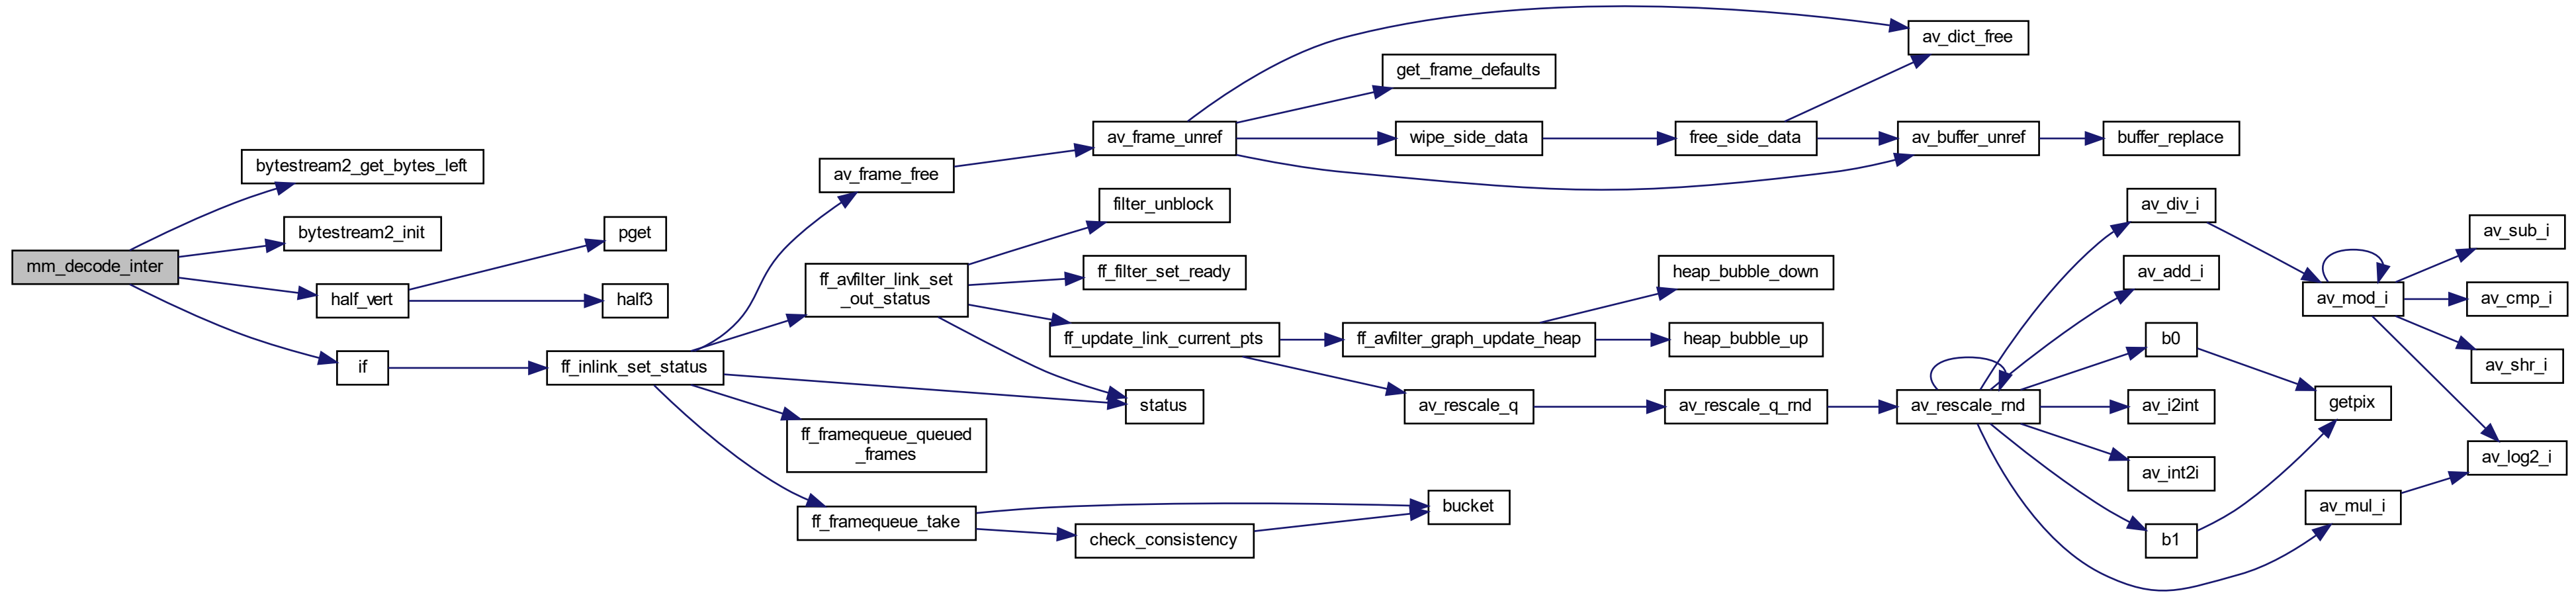 mm_decode_inter
bytestream2_get_bytes_left
bytestream2_init
half_vert
if
pget
half3
ff_inlink_set_status
av_frame_free
ff_avfilter_link_set
_out_status
ff_framequeue_queued
_frames
ff_framequeue_take
av_frame_unref
filter_unblock
ff_filter_set_ready
ff_update_link_current_pts
status
check_consistency
bucket
get_frame_defaults
wipe_side_data
ff_avfilter_graph_update_heap
av_rescale_q
free_side_data
heap_bubble_down
heap_bubble_up
av_rescale_q_rnd
av_dict_free
av_buffer_unref
buffer_replace
av_rescale_rnd
av_div_i
av_add_i
b0
av_i2int
av_int2i
b1
av_mod_i
getpix
av_mul_i
av_sub_i
av_cmp_i
av_shr_i
av_log2_i